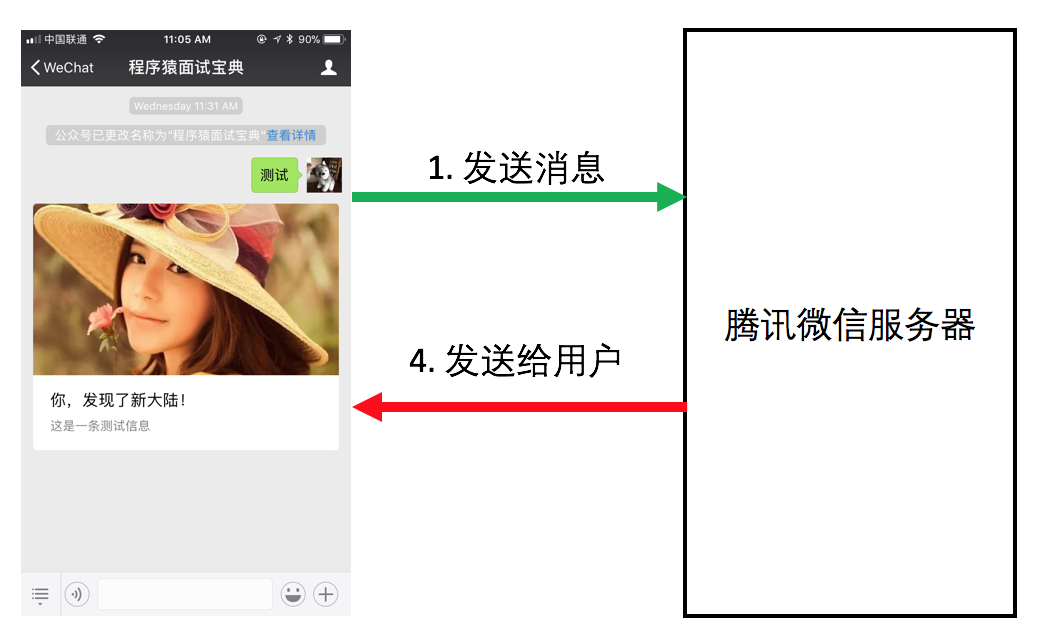 中国联通 11:05 AM 90%
WeChat 程序猿面试宝典
Wednesday 11:31 AM
公众号已更改名称为"程序猿面试宝典"查看详情
测试
1. 发送消息
腾讯微信服务器
4. 发送给用户
你，发现了新大陆！
这是一条测试信息